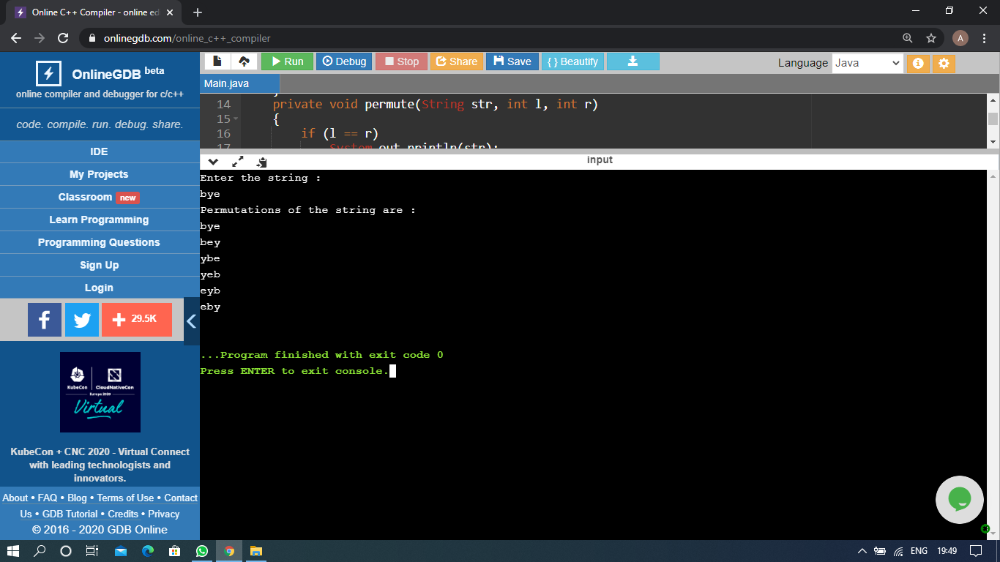 Online C++ Compiler - online ed
onlinegdb.com/online_c++_compiler
A
OnlineGDB beta
online compiler and debugger for c/c++
code. compile. run. debug. share.
IDE
My Projects
Classroom new
Learn Programming
Programming Questions
Sign Up
Login
29.5K
KubeCon CloudNativeCon
Europe 2020
Virtual
KubeCon + CNC 2020 - Virtual Connect
with leading technologists and
innovators.
About • FAQ • Blog • Terms of Use • Contact
Us • GDB Tutorial • Credits • Privacy
© 2016 - 2020 GDB Online
Run Debug Stop Share Save { } Beautify Language Java
Main.java
14 private void permute(String str, int l, int r)
15 {
16 if (l == r)
17 System.out.println(str);
input
Enter the string :
bye
Permutations of the string are :
bye
bey
ybe
yeb
eyb
eby
...Program finished with exit code 0
Press ENTER to exit console.
ENG 19:49